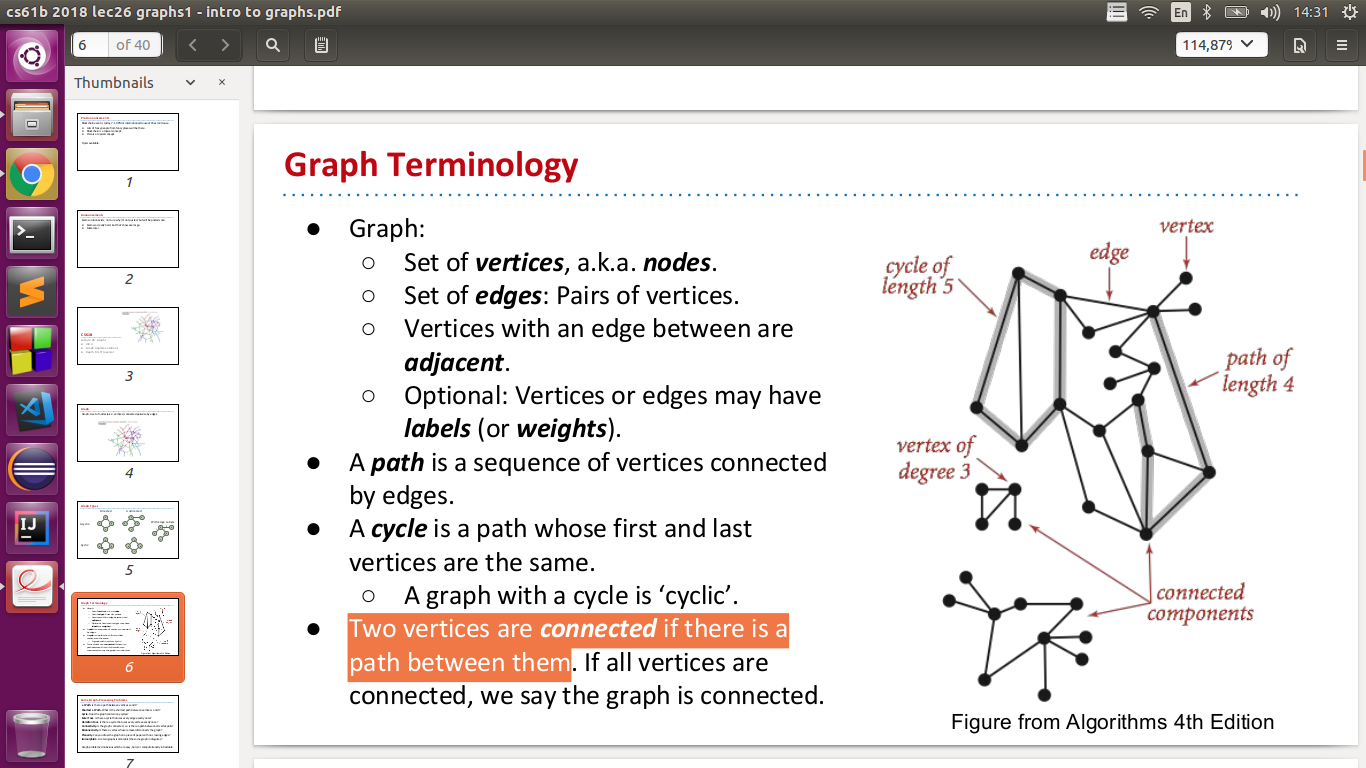 cs61b 2018 lec26 graphs1 - intro to graphs.pdf
En
14:31
6 of 40
114,87%
Thumbnails
1
2
3
4
5
6
7
Graph Terminology
● Graph:
○ Set of vertices, a.k.a. nodes.
○ Set of edges: Pairs of vertices.
○ Vertices with an edge between are
adjacent.
○ Optional: Vertices or edges may have
labels (or weights).
● A path is a sequence of vertices connected
by edges.
● A cycle is a path whose first and last
vertices are the same.
○ A graph with a cycle is ‘cyclic’.
● Two vertices are connected if there is a
path between them. If all vertices are
connected, we say the graph is connected.
vertex
edge
cycle of
length 5
path of
length 4
vertex of
degree 3
connected
components
Figure from Algorithms 4th Edition